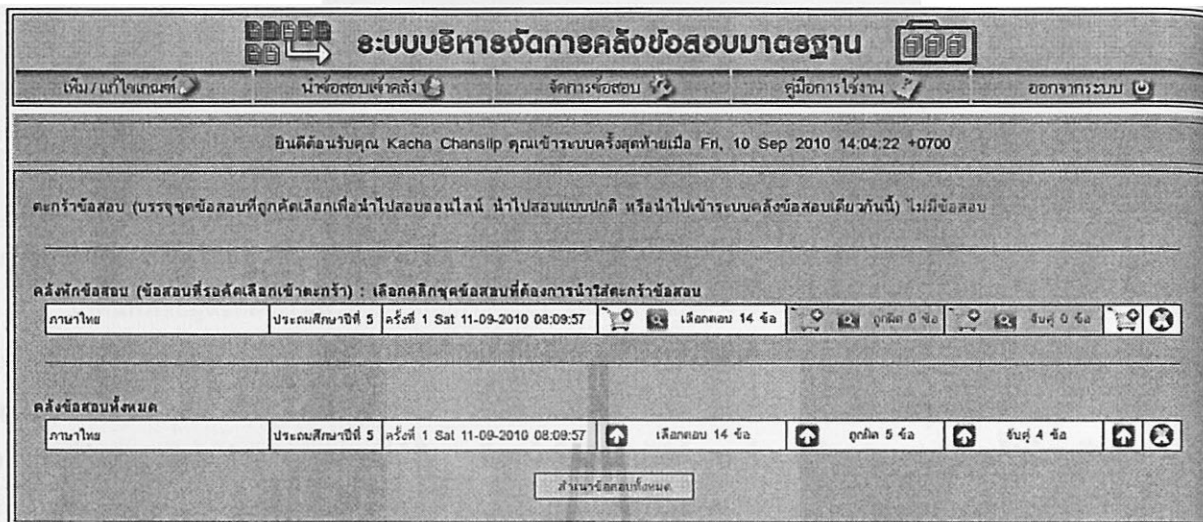 ระบบบริหารจัดการคลังข้อสอบมาตรฐาน
เพิ่ม / แก้ไขเกณฑ์ นำข้อสอบเข้าคลัง จัดการข้อสอบ คู่มือการใช้งาน ออกจากระบบ
ยินดีต้อนรับคุณ Kacha Chansilp คุณเข้าระบบครั้งสุดท้ายเมื่อ Fri, 10 Sep 2010 14:04:22 +0700
ตะกร้าข้อสอบ (บรรจุชุดข้อสอบที่ถูกคัดเลือกเพื่อนำไปสอบออนไลน์ นำไปสอบแบบปกติ หรือนำไปเข้าระบบคลังข้อสอบเดียวกันนี้) ไม่มีข้อสอบ
คลังพักข้อสอบ (ข้อสอบที่รอคัดเลือกเข้าตะกร้า) : เลือกคลิกชุดข้อสอบที่ต้องการนำใส่ตะกร้าข้อสอบ
ภาษาไทย ประถมศึกษาปีที่ 5 ครั้งที่ 1 Sat 11-09-2010 08:09:57 เลือกตอบ 14 ข้อ ถูกผิด 0 ข้อ จับคู่ 0 ข้อ
คลังข้อสอบทั้งหมด
ภาษาไทย ประถมศึกษาปีที่ 5 ครั้งที่ 1 Sat 11-09-2010 08:09:57 เลือกตอบ 14 ข้อ ถูกผิด 5 ข้อ จับคู่ 4 ข้อ
สำเนาข้อสอบทั้งหมด